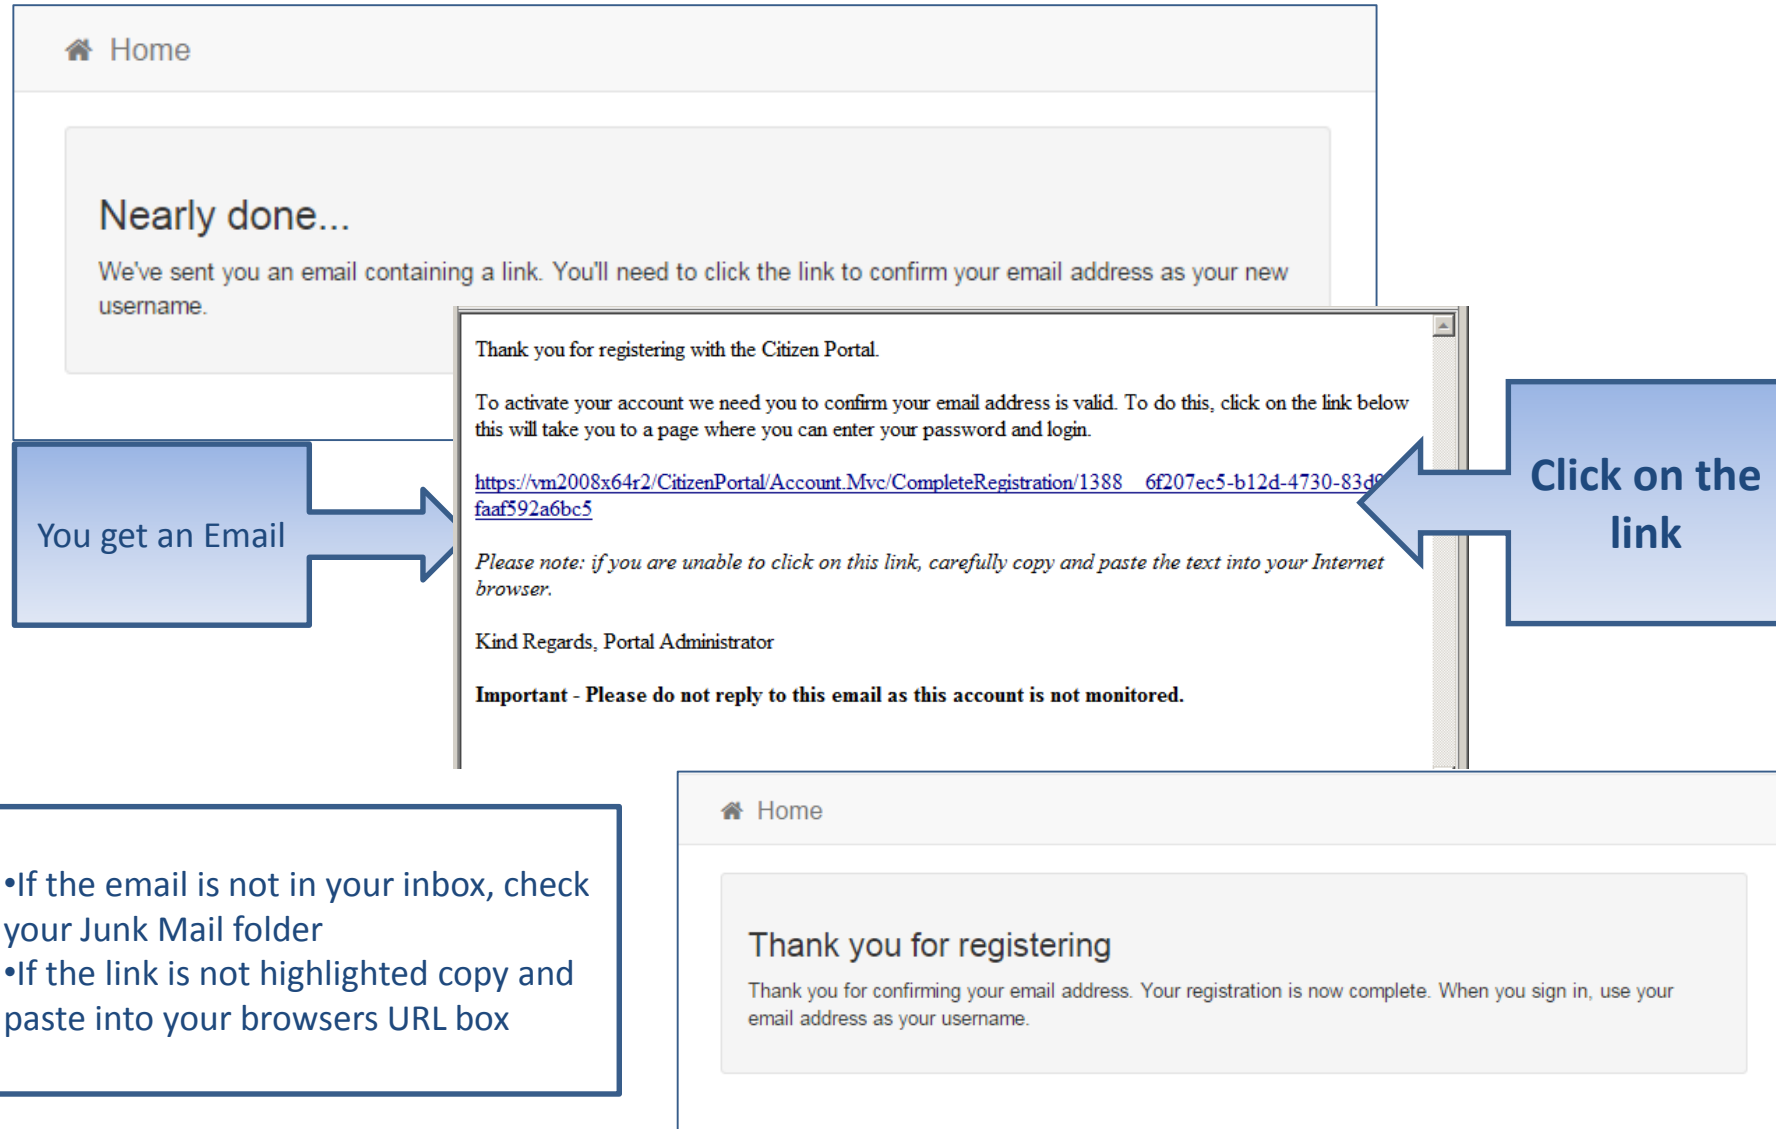 Home
Nearly done...
We've sent you an email containing a link. You'll need to click the link to confirm your email address as your new
username.
Thank you for registering with the Citizen Portal.
To activate your account we need you to confirm your email address is valid. To do this, click on the link below
this will take you to a page where you can enter your password and login.
https://vm2008x64r2/CitizenPortal/Account.Mvc/CompleteRegistration/1388 6f207ec5-b12d-4730-83d9
faaf592a6bc5
Please note: if you are unable to click on this link, carefully copy and paste the text into your Internet
browser.
Kind Regards, Portal Administrator
Important - Please do not reply to this email as this account is not monitored.
You get an Email
Click on the
link
•If the email is not in your inbox, check
your Junk Mail folder
•If the link is not highlighted copy and
paste into your browsers URL box
Home
Thank you for registering
Thank you for confirming your email address. Your registration is now complete. When you sign in, use your
email address as your username.